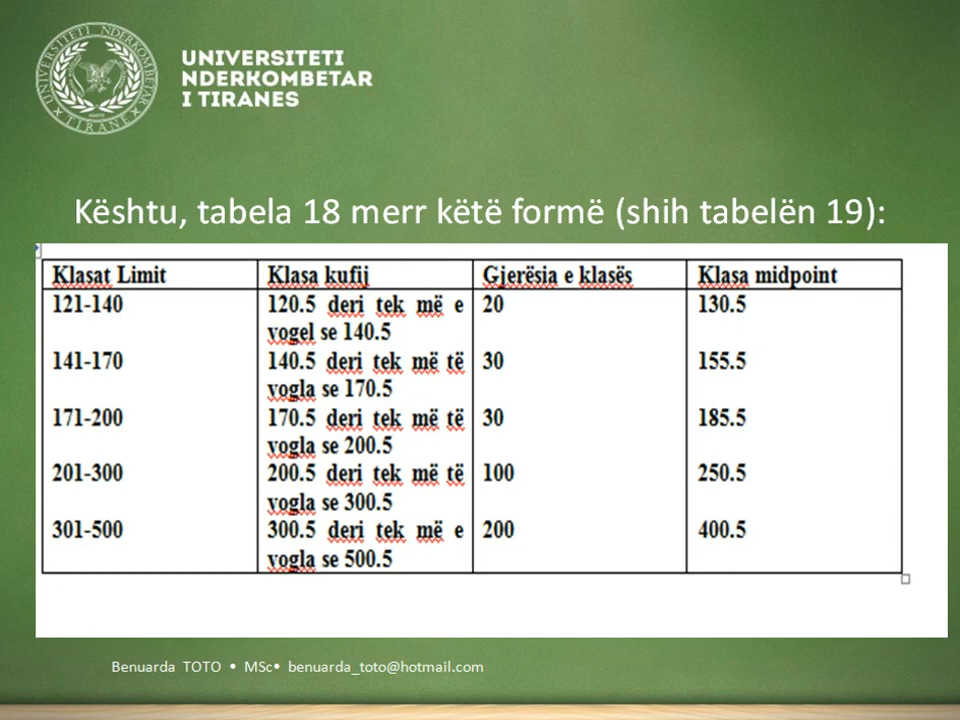 UNIVERSITETI NDERKOMBETAR
TIRANE
UNIVERSITETI
NDERKOMBETAR
I TIRANES
Kështu, tabela 18 merr këtë formë (shih tabelën 19):
Klasat Limit Klasa kufij Gjerësia e klasës Klasa midpoint
121-140 120.5 deri tek më e 20 130.5
vogel se 140.5
141-170 140.5 deri tek më të 30 155.5
vogla se 170.5
171-200 170.5 deri tek më të 30 185.5
vogla se 200.5
201-300 200.5 deri tek më të 100 250.5
vogla se 300.5
301-500 300.5 deri tek më e 200 400.5
vogla se 500.5
Benuarda TOTO • MSc• benuarda_toto@hotmail.com